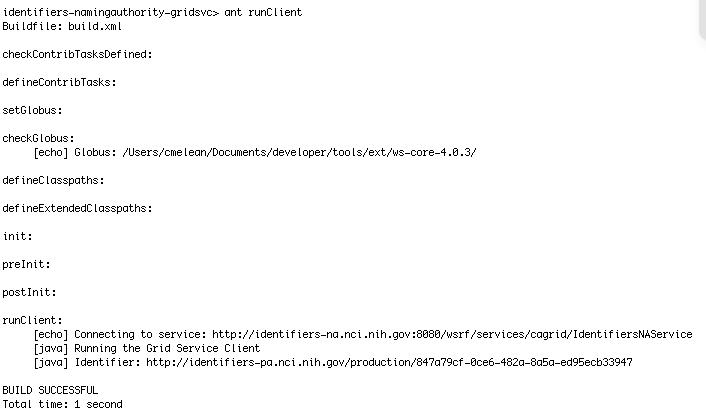 identifiers-namingauthority-gridsvc> ant runClient
Buildfile: build.xml
checkContribTasksDefined:
defineContribTasks:
setGlobus:
checkGlobus:
[echo] Globus: /Users/cmelean/Documents/developer/tools/ext/ws-core-4.0.3/
defineClasspaths:
defineExtendedClasspaths:
init:
preInit:
postInit:
runClient:
[echo] Connecting to service: http://identifiers-na.nci.nih.gov:8080/wsrf/services/cagrid/IdentifiersNAService
[java] Running the Grid Service Client
[java] Identifier: http://identifiers-pa.nci.nih.gov/production/847a79cf-0ce6-482a-8a5a-ed95ecb33947
BUILD SUCCESSFUL
Total time: 1 second